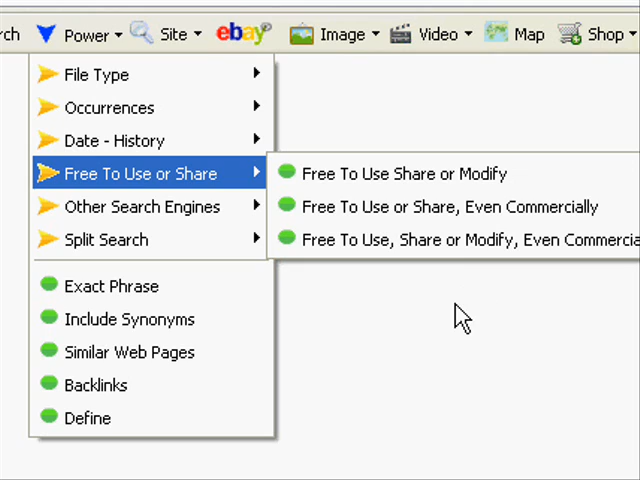 rch Power Site ebay Image Video Map Shop
File Type
Occurrences
Date - History
Free To Use or Share
Free To Use Share or Modify
Other Search Engines
Free To Use or Share, Even Commercially
Split Search
Free To Use, Share or Modify, Even Commercia
Exact Phrase
Include Synonyms
Similar Web Pages
Backlinks
Define